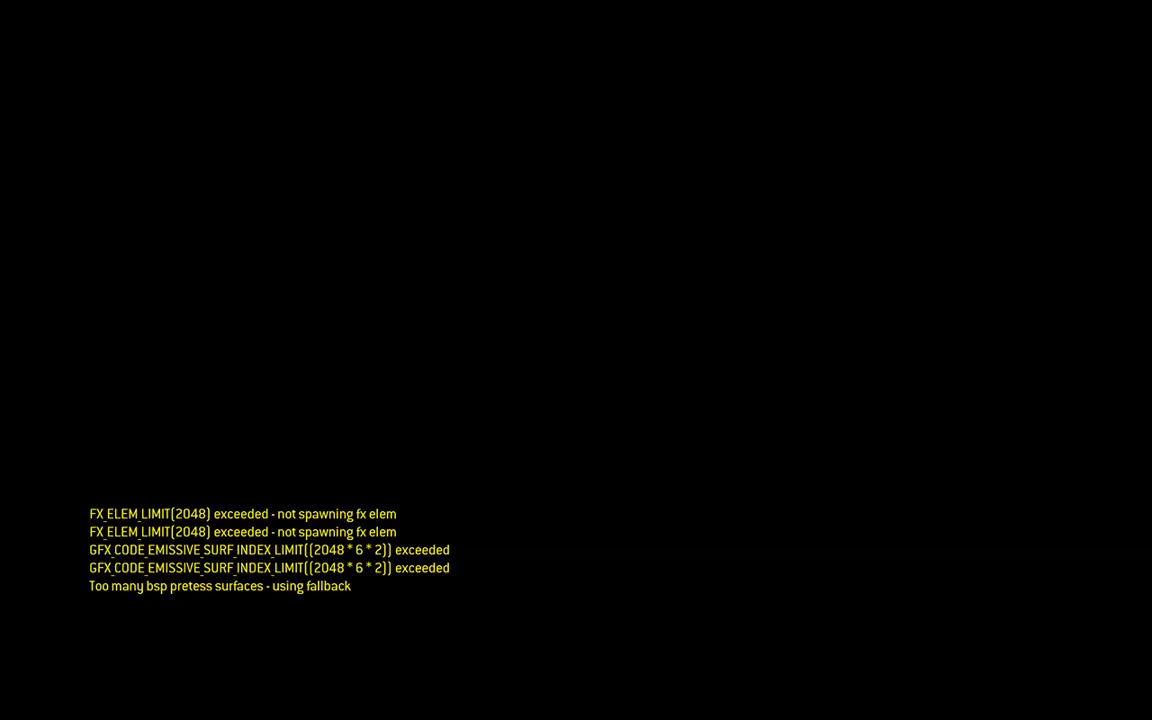 FX_ELEM_LIMIT(2048) exceeded - not spawning fx elem
FX_ELEM_LIMIT(2048) exceeded - not spawning fx elem
GFX_CODE_EMISSIVE_SURF_INDEX_LIMIT((2048 * 6 * 2)) exceeded
GFX_CODE_EMISSIVE_SURF_INDEX_LIMIT((2048 * 6 * 2)) exceeded
Too many bsp pretess surfaces - using fallback